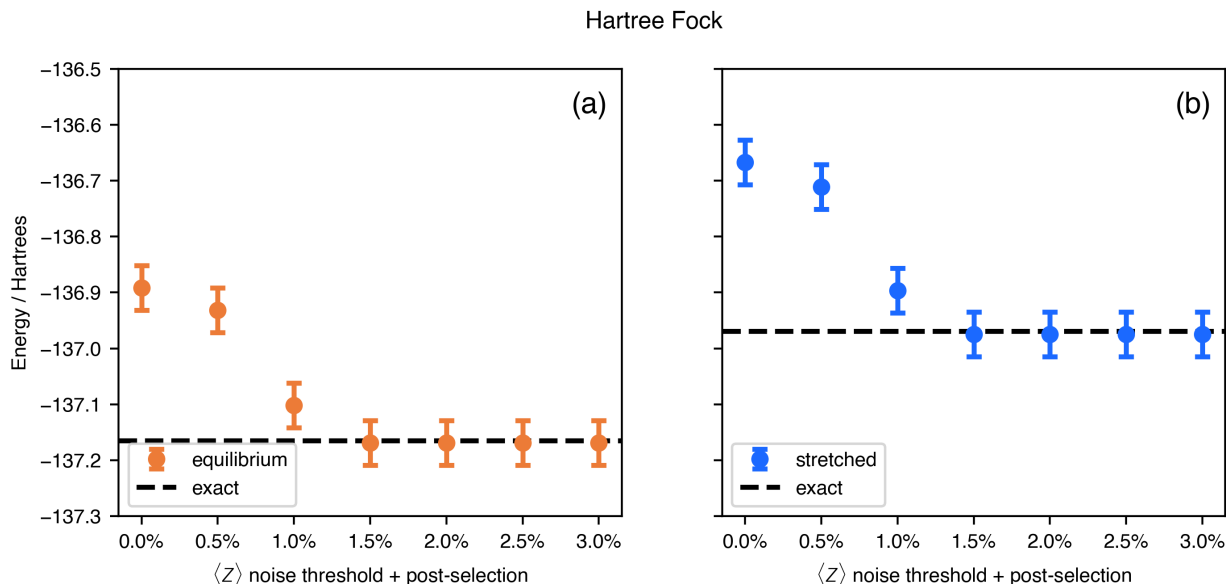 Hartree Fock
(a)
(b)
Energy / Hartrees
−136.5
−136.6
−136.7
−136.8
−136.9
−137.0
−137.1
−137.2
−137.3
equilibrium
exact
0.0% 0.5% 1.0% 1.5% 2.0% 2.5% 3.0%
⟨Z⟩ noise threshold + post-selection
stretched
exact
0.0% 0.5% 1.0% 1.5% 2.0% 2.5% 3.0%
⟨Z⟩ noise threshold + post-selection